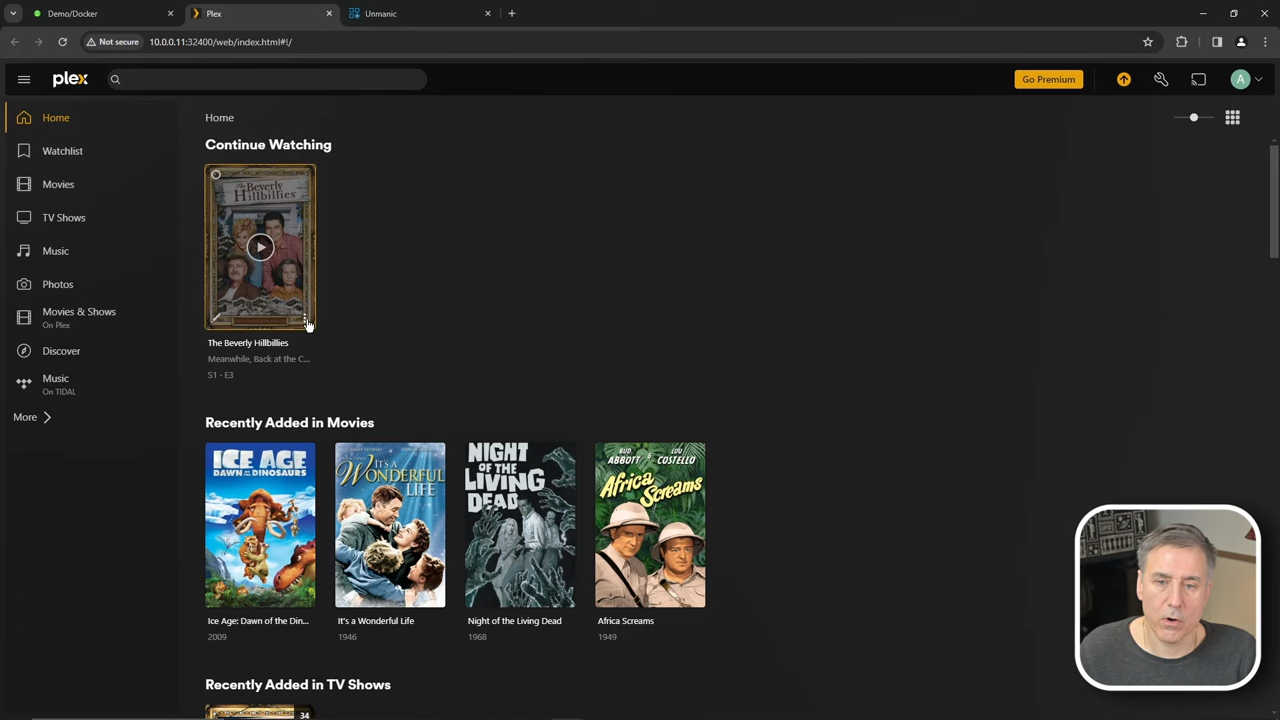 Demo/Docker
Plex
Unmanic
Not secure
10.0.0.11:32400/web/index.html#!/
plex
Go Premium
A
Home
Watchlist
Movies
TV Shows
Music
Photos
Movies & Shows
On Plex
Discover
Music
On TIDAL
More
Home
Continue Watching
The Beverly
Hillbillies
The Beverly Hillbillies
Meanwhile, Back at the C...
S1 · E3
Recently Added in Movies
ICE AGE
DAWN OF THE DINOSAURS
IT'S A
WONDERFUL
LIFE
NIGHT
OF THE
LIVING
DEAD
BUD ABBOTT & LOU COSTELLO
Africa
Screams
Ice Age: Dawn of the Din...
2009
It's a Wonderful Life
1946
Night of the Living Dead
1968
Africa Screams
1949
Recently Added in TV Shows
34